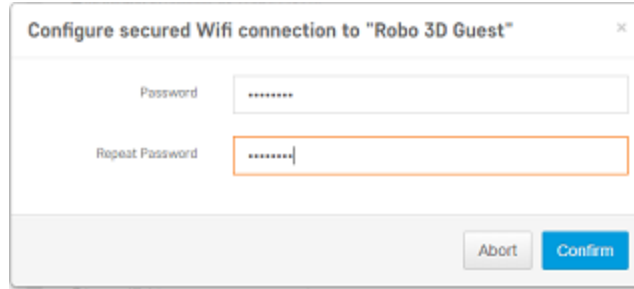 Configure secured Wifi connection to "Robo 3D Guest" ×
Password ••••••••
Repeat Password ••••••••
Abort Confirm